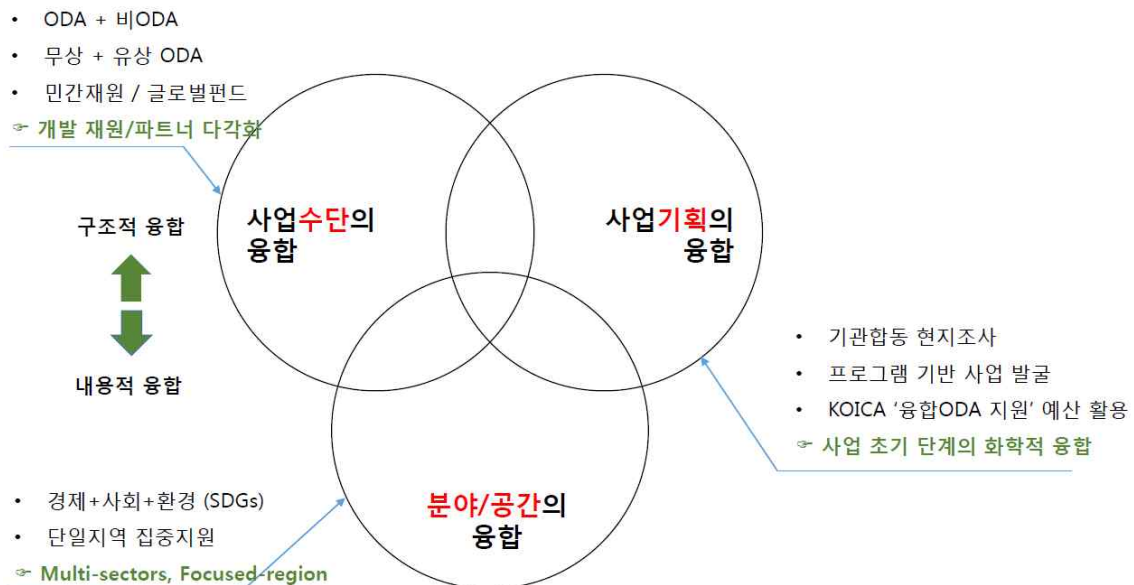 • ODA + 비ODA
• 무상 + 유상 ODA
• 민간재원 / 글로벌펀드
☞ 개발 재원/파트너 다각화
구조적 융합
내용적 융합
사업수단의
융합
사업기획의
융합
분야/공간의
융합
• 기관합동 현지조사
• 프로그램 기반 사업 발굴
• KOICA ‘융합ODA 지원’ 예산 활용
☞ 사업 초기 단계의 화학적 융합
• 경제+사회+환경 (SDGs)
• 단일지역 집중지원
☞ Multi-sectors, Focused-region